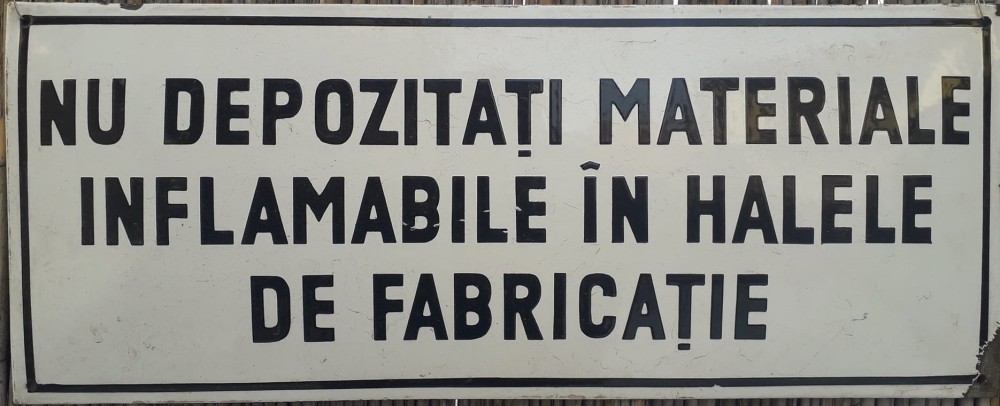 NU DEPOZITAȚI MATERIALE
INFLAMABILE ÎN HALELE
DE FABRICAȚIE